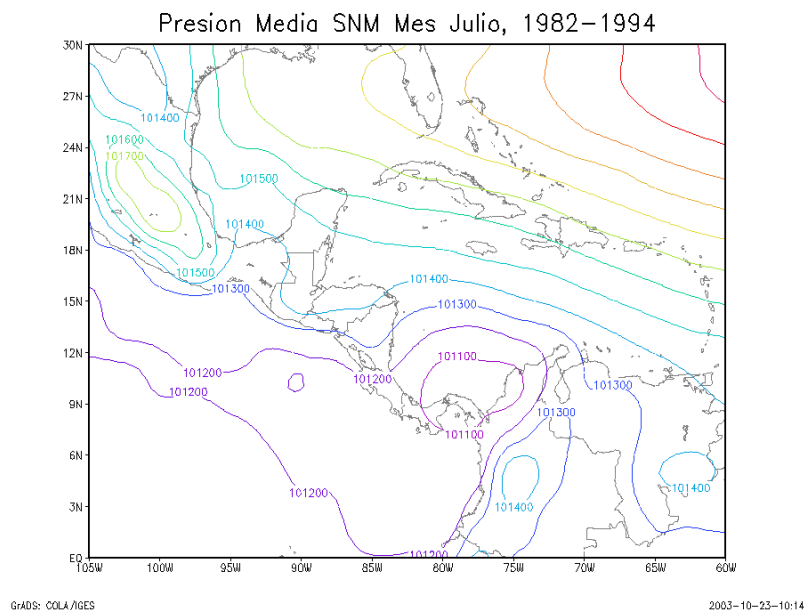 Presion Media SNM Mes Julio, 1982-1994
30N
27N
101400
24N
101600
101700
101500
21N
101400
18N
101500
101400
101300
15N
101300
12N
101100
101200
101200
101200
101300
9N
101300
101100
6N
101400
101200
3N
101400
101200
EQ
105W 100W 95W 90W 85W 80W 75W 70W 65W 60W
GrADS: COLA/IGES
2003-10-23-10:14